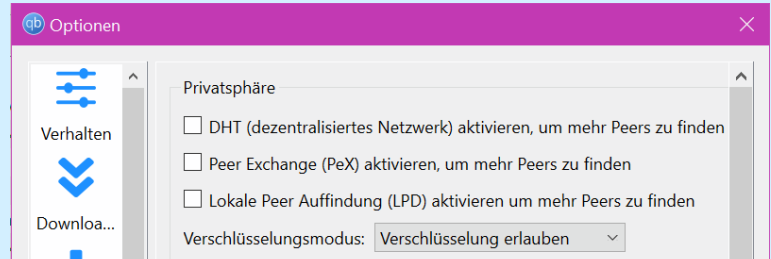 qb Optionen
Privatsphäre
Verhalten
DHT (dezentralisiertes Netzwerk) aktivieren, um mehr Peers zu finden
Peer Exchange (PeX) aktivieren, um mehr Peers zu finden
Downloa...
Lokale Peer Auffindung (LPD) aktivieren um mehr Peers zu finden
Verschlüsselungsmodus: Verschlüsselung erlauben